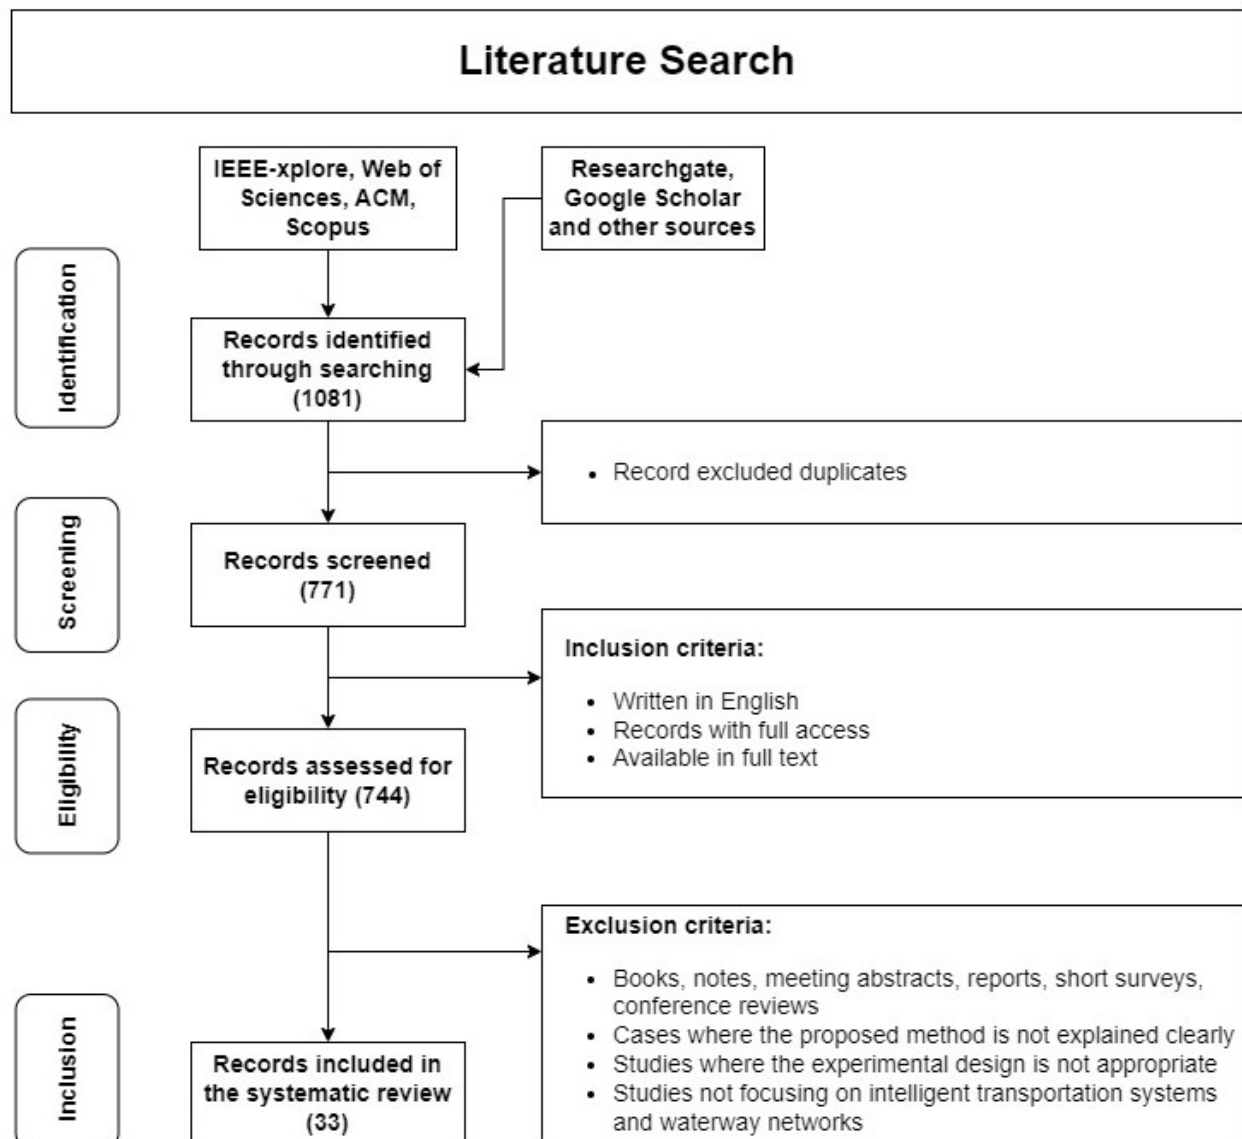 Literature Search
IEEE-xplore, Web of
Sciences, ACM,
Scopus
Researchgate,
Google Scholar
and other sources
Identification
Records identified
through searching
(1081)
• Record excluded duplicates
Screening
Records screened
(771)
Inclusion criteria:
• Written in English
• Records with full access
• Available in full text
Eligibility
Records assessed for
eligibility (744)
Exclusion criteria:
• Books, notes, meeting abstracts, reports, short surveys,
conference reviews
• Cases where the proposed method is not explained clearly
• Studies where the experimental design is not appropriate
• Studies not focusing on intelligent transportation systems
and waterway networks
Inclusion
Records included in
the systematic review
(33)